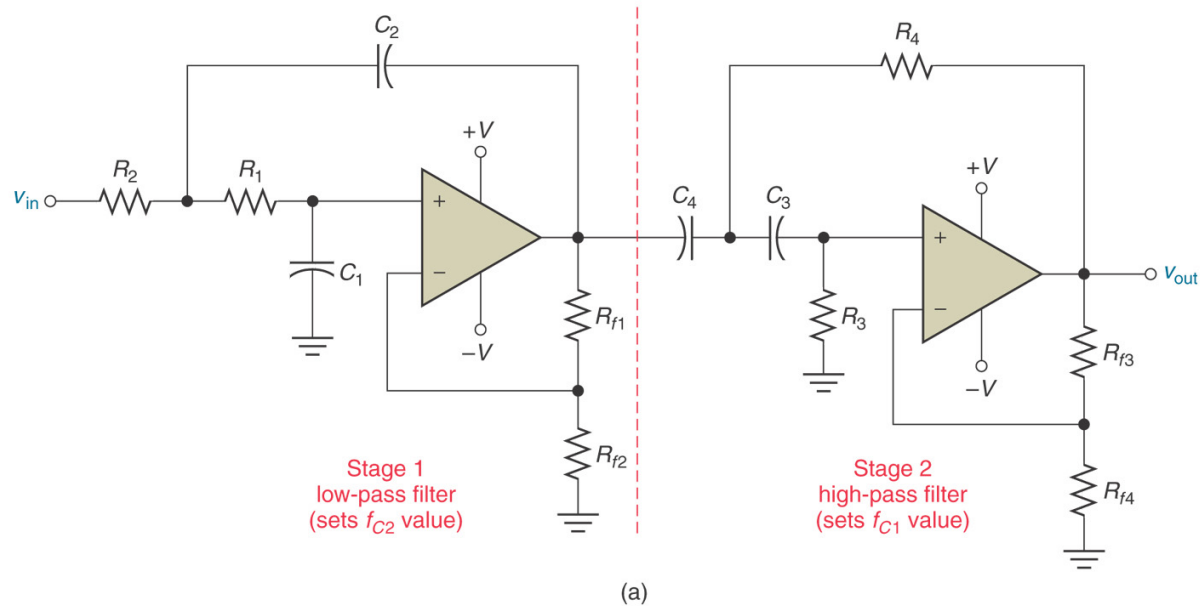 C2
R4
+V
R2
R1
+V
vin
C4
C3
+
+
C1
−
vout
Rf1
R3
−
−V
Rf3
−V
Rf2
Stage 1
low-pass filter
(sets fC2 value)
Stage 2
high-pass filter
(sets fC1 value)
Rf4
(a)